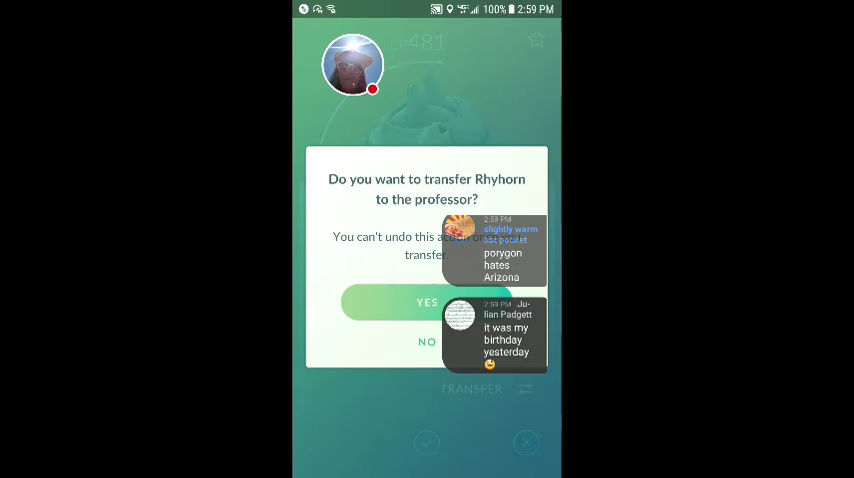 100% 2:59 PM
CP481
Do you want to transfer Rhyhorn
to the professor?
You can't undo this
transfer.
YES
NO
TRANSFER
2:59 PM
slightly warm
hot pocket
porygon
hates
Arizona
2:59 PM Ju-
lian Padgett
it was my
birthday
yesterday
😆